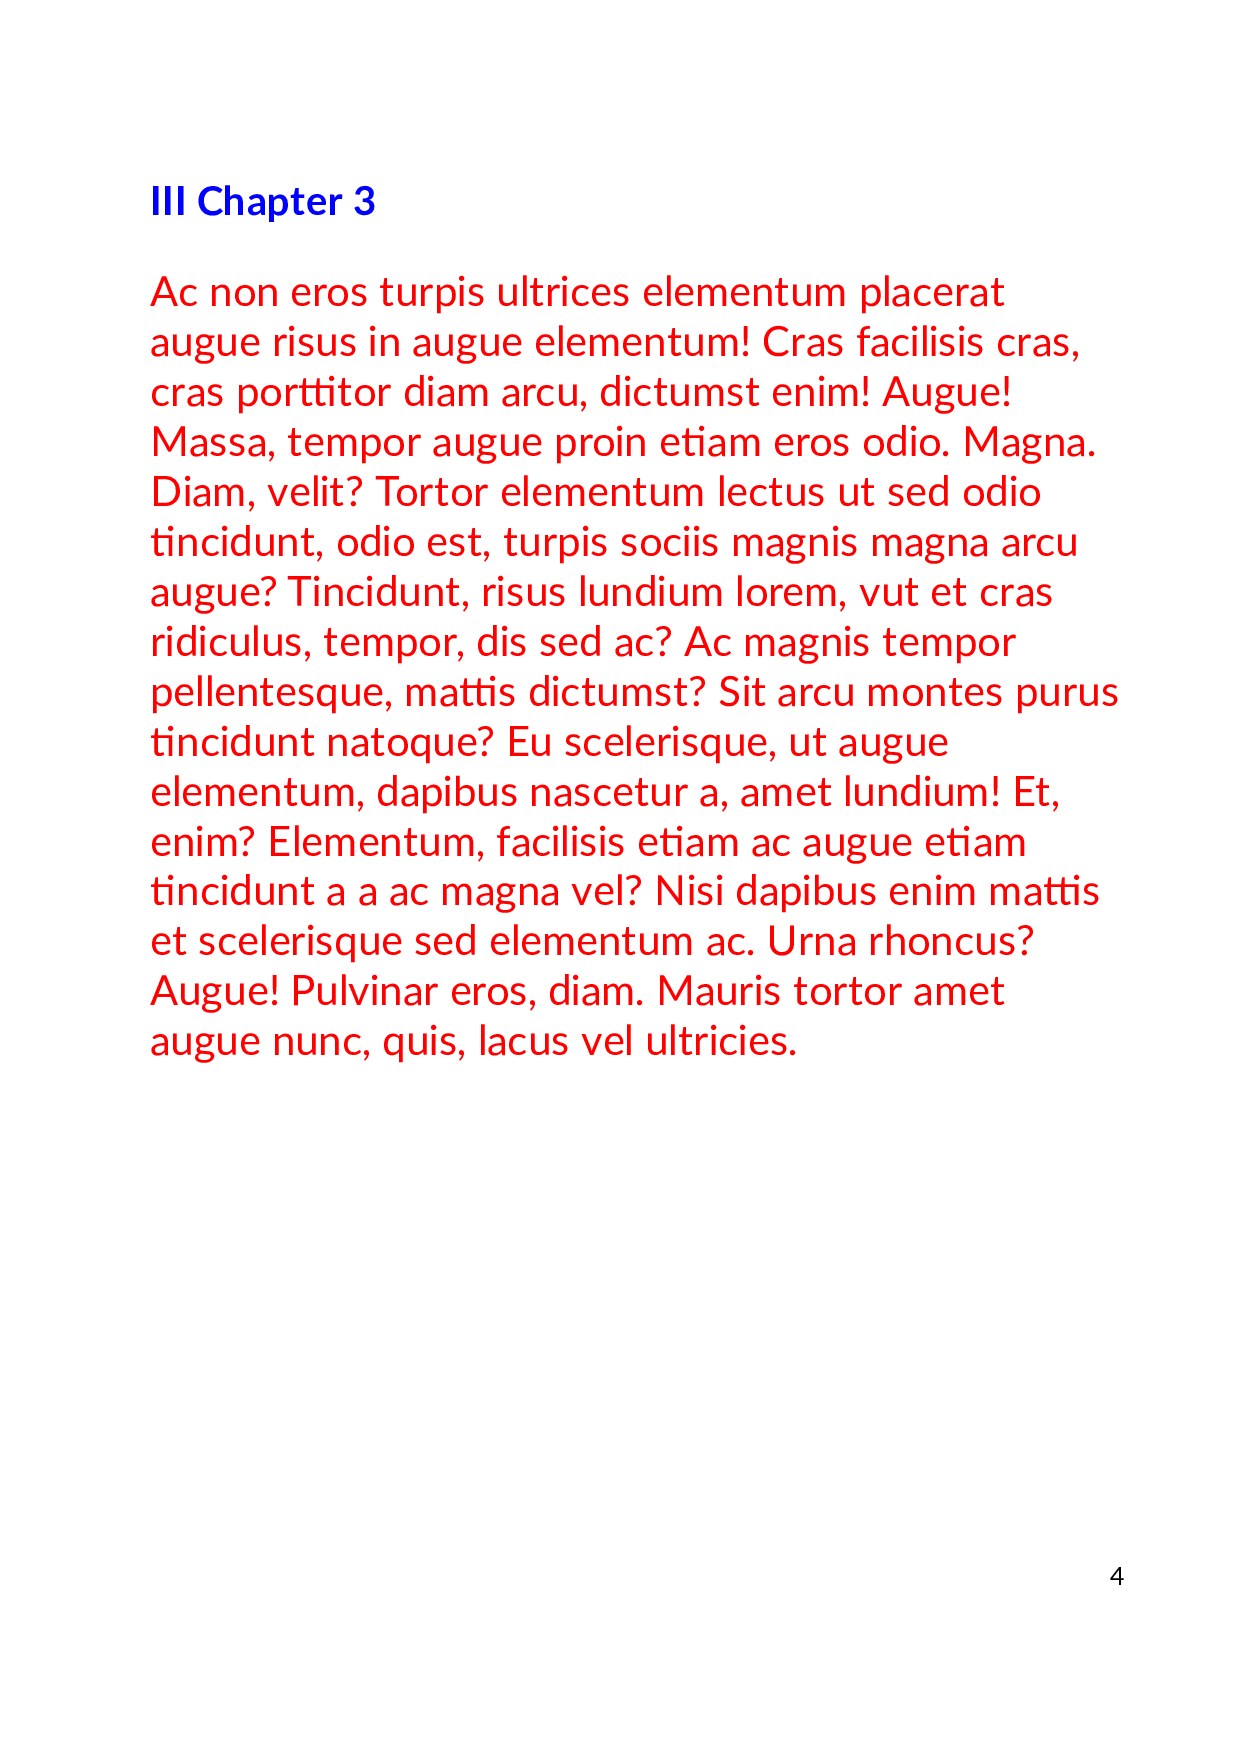 III Chapter 3
Ac non eros turpis ultrices elementum placerat
augue risus in augue elementum! Cras facilisis cras,
cras porttitor diam arcu, dictumst enim! Augue!
Massa, tempor augue proin etiam eros odio. Magna.
Diam, velit? Tortor elementum lectus ut sed odio
tincidunt, odio est, turpis sociis magnis magna arcu
augue? Tincidunt, risus lundium lorem, vut et cras
ridiculus, tempor, dis sed ac? Ac magnis tempor
pellentesque, mattis dictumst? Sit arcu montes purus
tincidunt natoque? Eu scelerisque, ut augue
elementum, dapibus nascetur a, amet lundium! Et,
enim? Elementum, facilisis etiam ac augue etiam
tincidunt a a ac magna vel? Nisi dapibus enim mattis
et scelerisque sed elementum ac. Urna rhoncus?
Augue! Pulvinar eros, diam. Mauris tortor amet
augue nunc, quis, lacus vel ultricies.
4